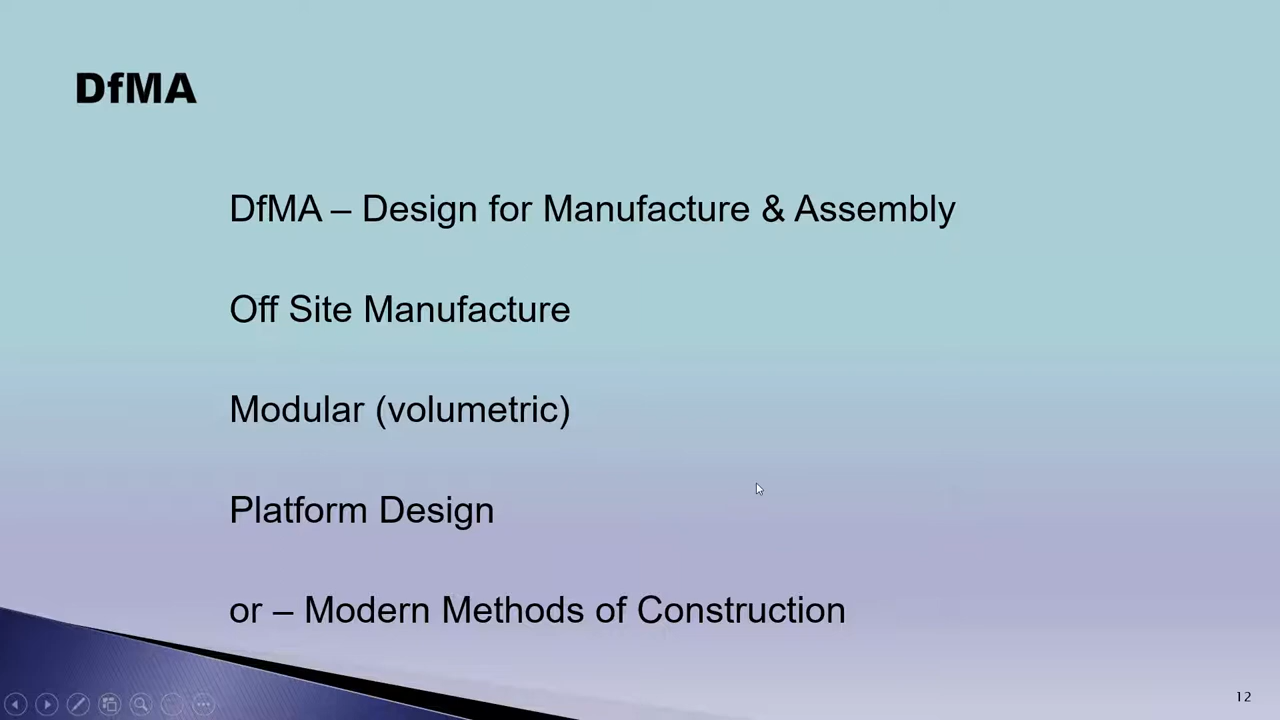 DfMA
DfMA – Design for Manufacture & Assembly
Off Site Manufacture
Modular (volumetric)
Platform Design
or – Modern Methods of Construction
12